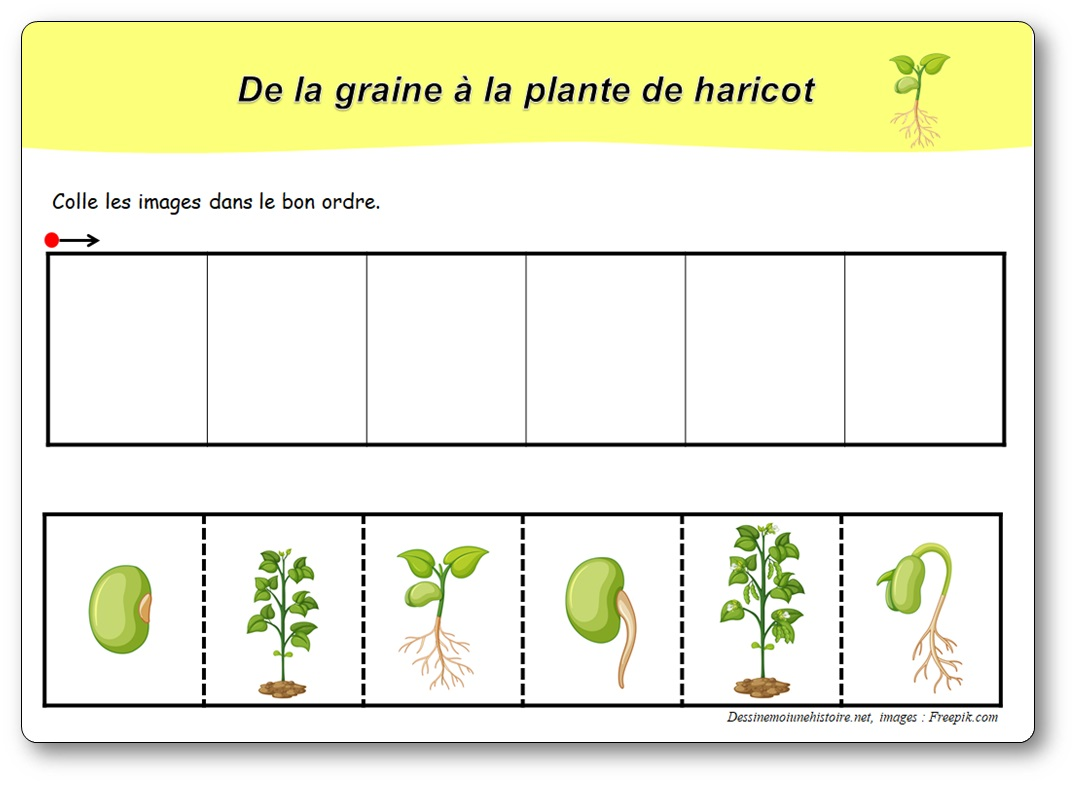 De la graine à la plante de haricot
Colle les images dans le bon ordre.
Dessinemoiunehistoire.net, images : Freepik.com